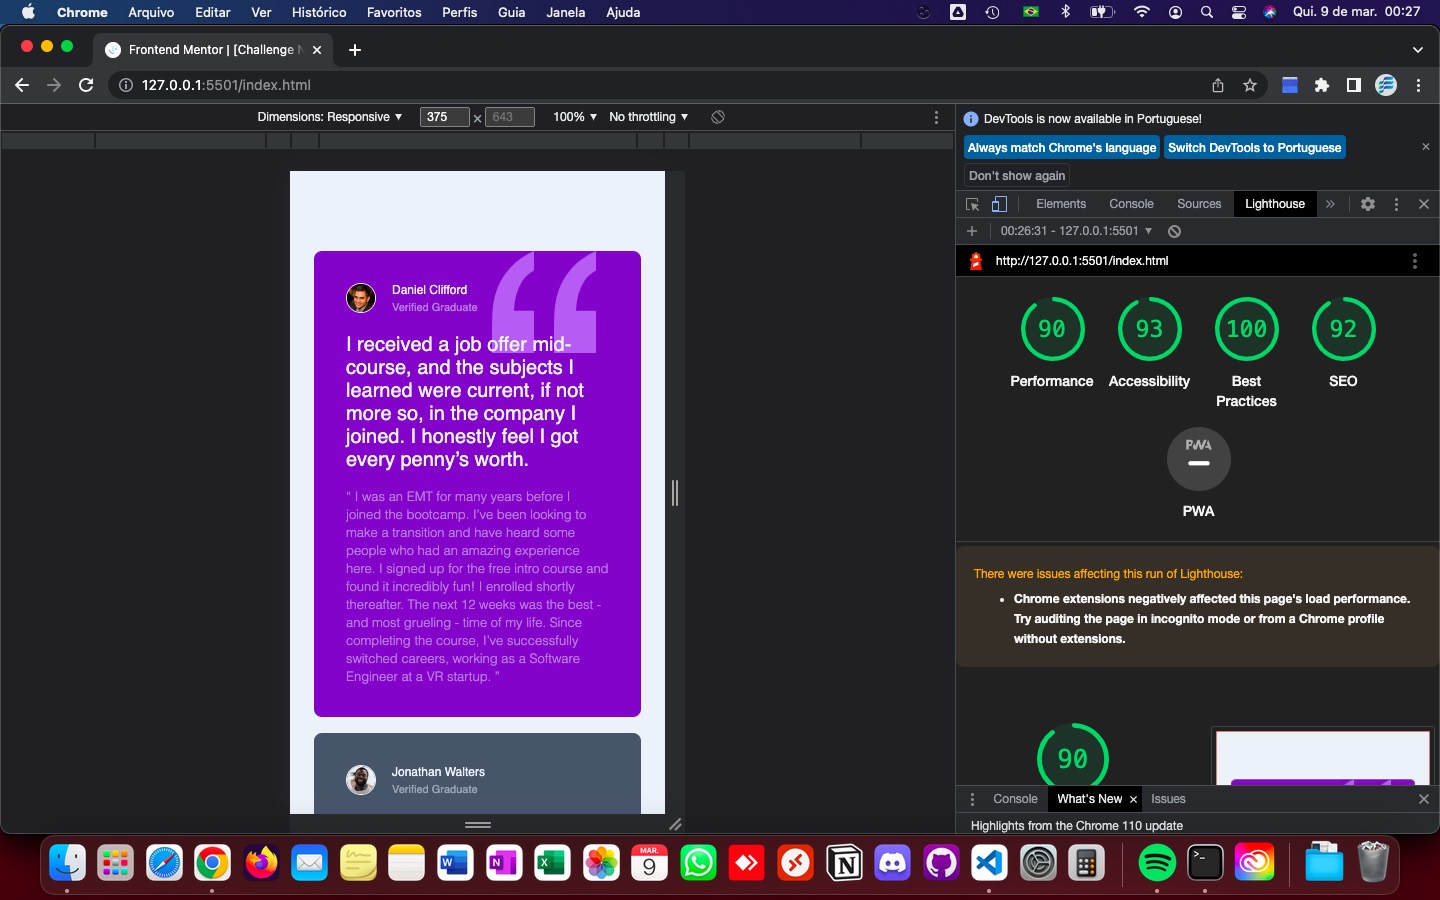 Chrome Arquivo Editar Ver Histórico Favoritos Perfis Guia Janela Ajuda Qui. 9 de mar. 00:27
Frontend Mentor | [Challenge N
127.0.0.1:5501/index.html
Dimensions: Responsive 375 x 643 100% No throttling
DevTools is now available in Portuguese!
Always match Chrome's language Switch DevTools to Portuguese
Don't show again
Elements Console Sources Lighthouse
00:26:31 - 127.0.0.1:5501
http://127.0.0.1:5501/index.html
Daniel Clifford
Verified Graduate
I received a job offer mid-
course, and the subjects I
learned were current, if not
more so, in the company I
joined. I honestly feel I got
every penny’s worth.
“ I was an EMT for many years before I
joined the bootcamp. I’ve been looking to
make a transition and have heard some
people who had an amazing experience
here. I signed up for the free intro course and
found it incredibly fun! I enrolled shortly
thereafter. The next 12 weeks was the best -
and most grueling - time of my life. Since
completing the course, I’ve successfully
switched careers, working as a Software
Engineer at a VR startup. ”
Jonathan Walters
Verified Graduate
90 93 100 92
Performance Accessibility Best Practices SEO
PWA
PWA
There were issues affecting this run of Lighthouse:
• Chrome extensions negatively affected this page's load performance.
Try auditing the page in incognito mode or from a Chrome profile
without extensions.
90
Console What's New Issues
Highlights from the Chrome 110 update
MAR.
9